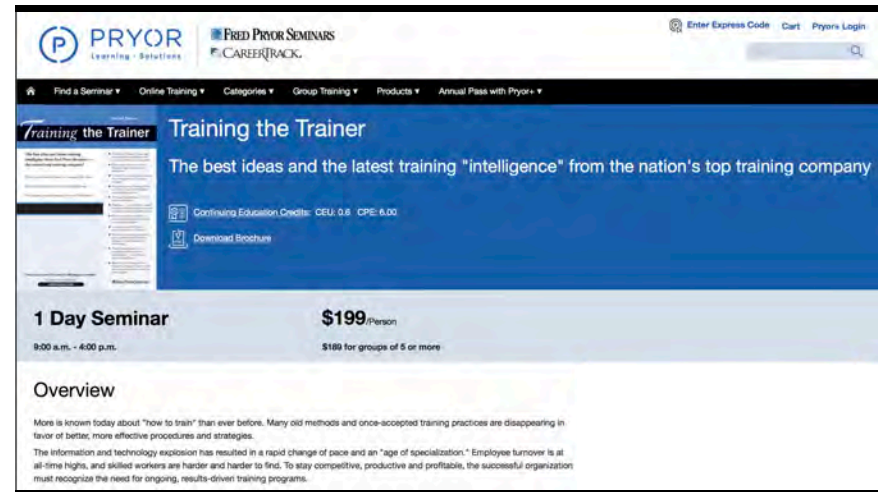 PRYOR
Learning · Solutions
FRED PRYOR SEMINARS
CAREERTRACK.
Enter Express Code Cart Pryor+ Login
Find a Seminar ▾ Online Training ▾ Categories ▾ Group Training ▾ Products ▾ Annual Pass with Pryor+ ▾
Training the Trainer
Training the Trainer
The best ideas and the latest training "intelligence" from the nation's top training company
Continuing Education Credits: CEU: 0.6 CPE: 6.00
Download Brochure
1 Day Seminar
9:00 a.m. - 4:00 p.m.
$199/Person
$189 for groups of 5 or more
Overview
More is known today about "how to train" than ever before. Many old methods and once-accepted training practices are disappearing in
favor of better, more effective procedures and strategies.
The information and technology explosion has resulted in a rapid change of pace and an "age of specialization." Employee turnover is at
all-time highs, and skilled workers are harder and harder to find. To stay competitive, productive and profitable, the successful organization
must recognize the need for ongoing, results-driven training programs.